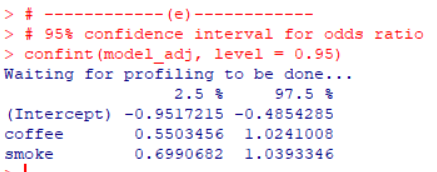 > # ------------(e)------------
> # 95% confidence interval for odds ratio
> confint(model_adj, level = 0.95)
Waiting for profiling to be done...
                 2.5 %     97.5 %
(Intercept) -0.9517215 -0.4854285
coffee       0.5503456  1.0241008
smoke        0.6990682  1.0393346
>